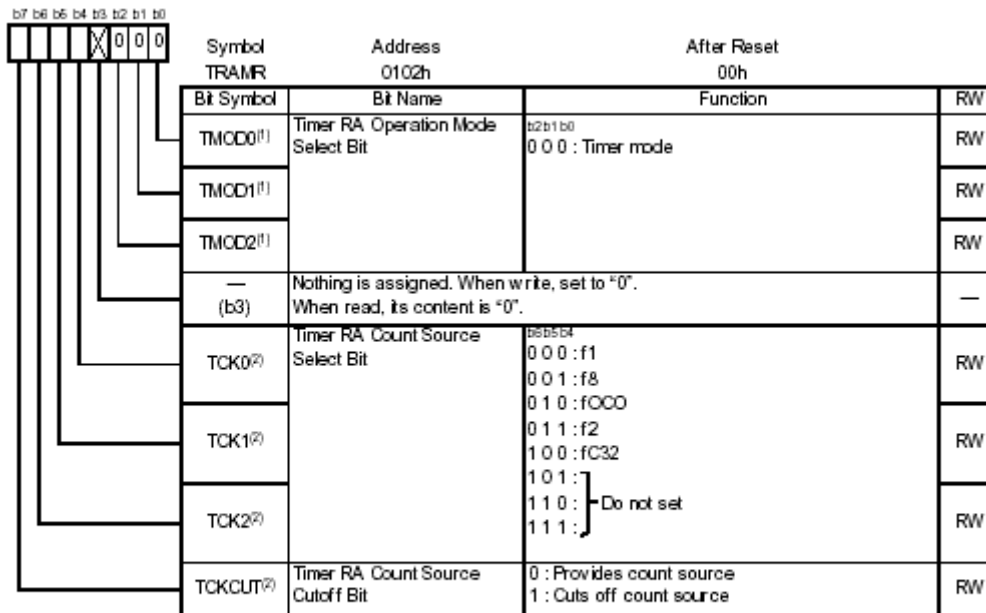 b7 b6 b5 b4 b3 b2 b1 b0
0 0 0
Symbol Address After Reset
TRAMR 0102h 00h
Bit Symbol Bit Name Function RW
TMOD0(1) Timer RA Operation Mode Select Bit b2b1b0 RW
0 0 0 : Timer mode
TMOD1(1) RW
TMOD2(1) RW
— (b3) Nothing is assigned. When write, set to “0”. —
When read, its content is “0”.
TCK0(2) Timer RA Count Source Select Bit b6b5b4 RW
0 0 0 : f1
0 0 1 : f8
0 1 0 : fOCO
TCK1(2) 0 1 1 : f2 RW
1 0 0 : fC32
1 0 1 :
TCK2(2) 1 1 0 : Do not set RW
1 1 1 :
TCKCUT(2) Timer RA Count Source Cutoff Bit 0 : Provides count source RW
1 : Cuts off count source